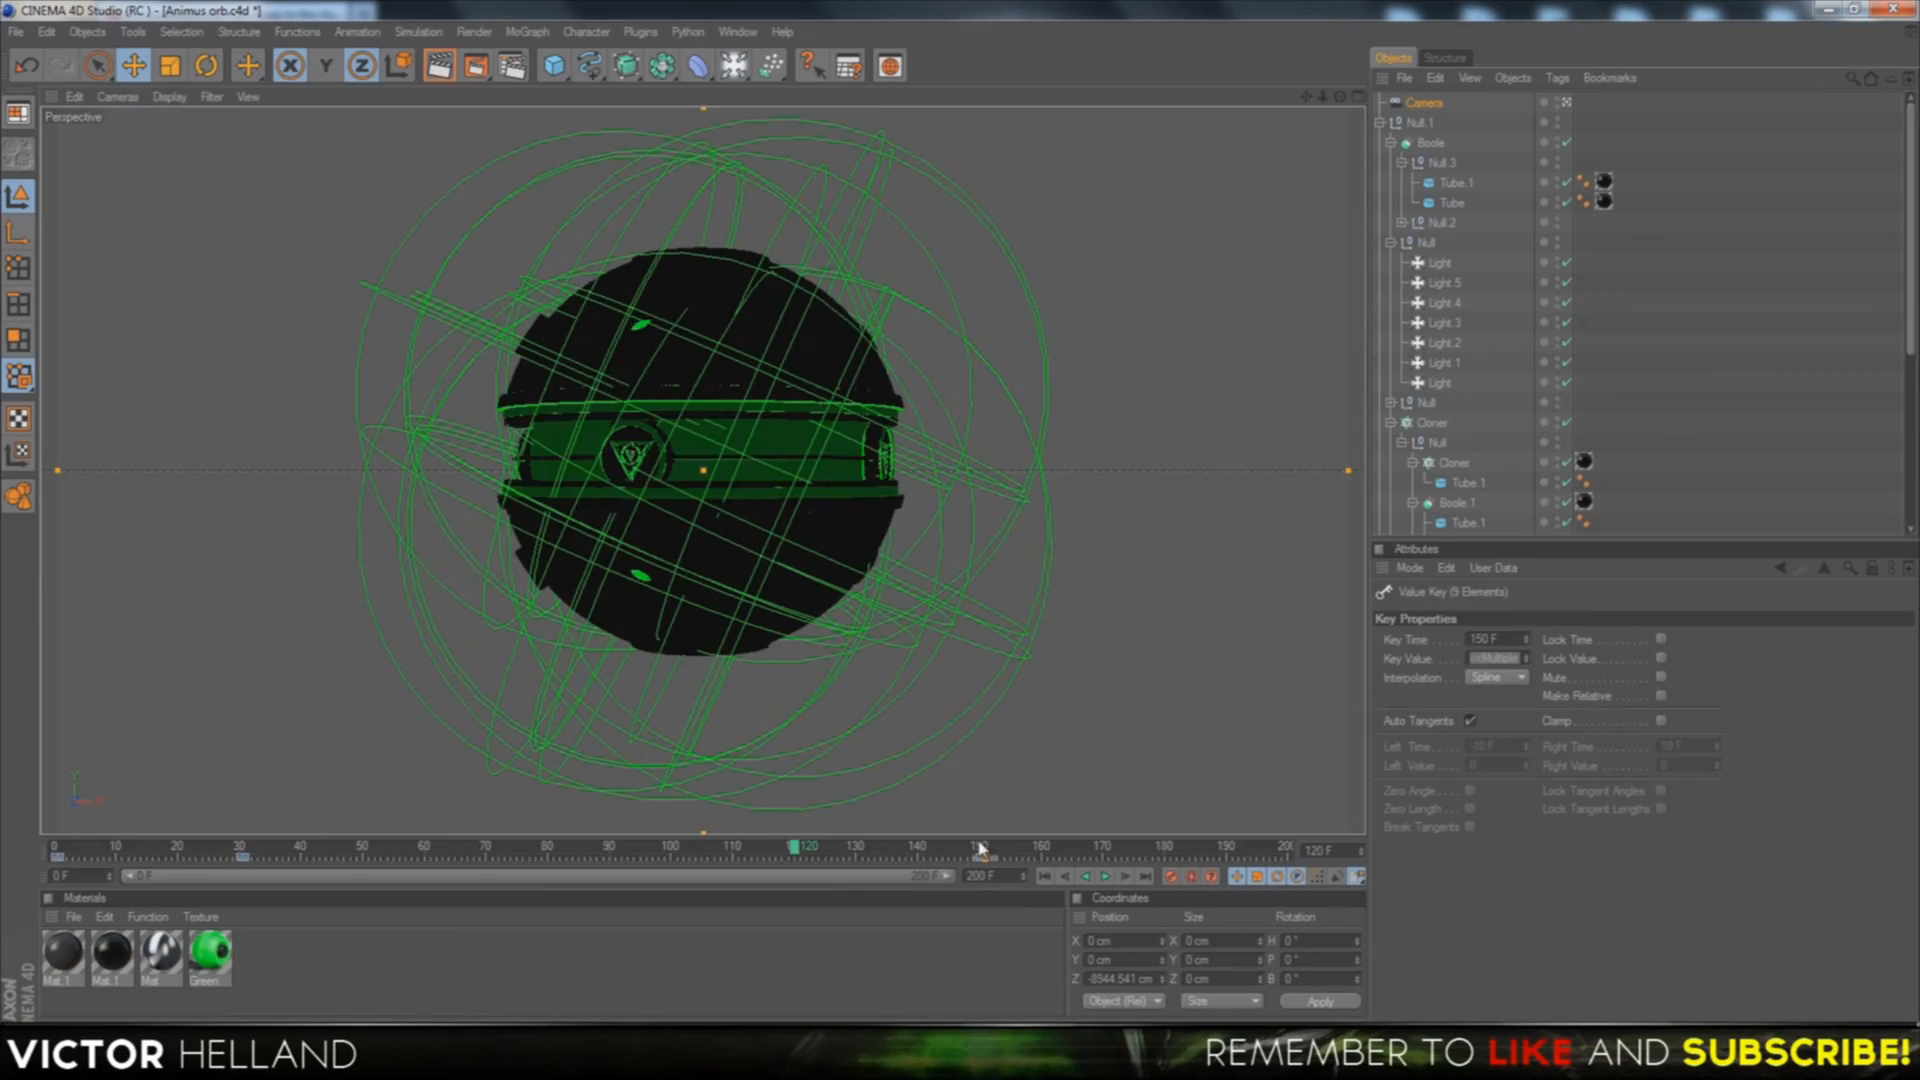 CINEMA 4D Studio (RC ) - [Animus orb.c4d *]
File Edit Objects Tools Selection Structure Functions Animation Simulation Render MoGraph Character Plugins Python Window Help
Edit Cameras Display Filter View
Perspective
Objects Structure
File Edit View Objects Tags Bookmarks
Camera
Null.1
Boole
Null.3
Tube.1
Tube
Null.2
Null
Light
Light.5
Light.4
Light.3
Light.2
Light.1
Light
Null
Cloner
Null
Cloner
Tube.1
Boole.1
Tube.1
Attributes
Mode Edit User Data
Value Key (9 Elements)
Key Properties
Key Time 150 F Lock Time
Key Value <<Multiple Lock Value
Interpolation Spline Mute
Make Relative
Auto Tangents Clamp
Left Time -10 F Right Time 10 F
Left Value 0 Right Value 0
Zero Angle Lock Tangent Angles
Zero Length Lock Tangent Lengths
Break Tangents
0 10 20 30 40 50 60 70 80 90 100 110 120 130 140 160 170 180 190 120 F
0 F 0 F 200 F 200 F
Materials
File Edit Function Texture
Mat.1 Mat.1 Mat Green
Coordinates
Position Size Rotation
X 0 cm X 0 cm H 0 °
Y 0 cm Y 0 cm P 0 °
Z -8944.541 cm Z 0 cm B 0 °
Object (Rel) Size Apply
VICTOR HELLAND
REMEMBER TO LIKE AND SUBSCRIBE!